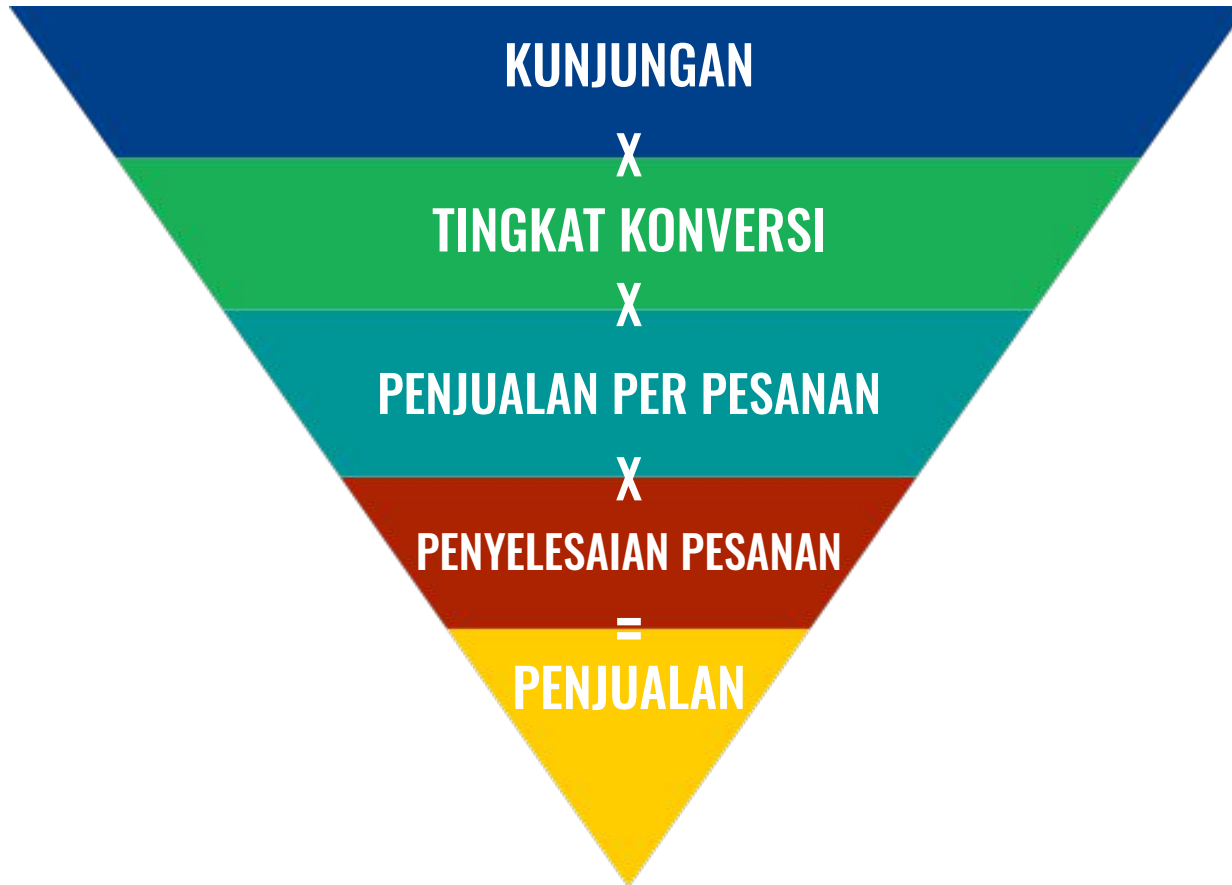 KUNJUNGAN
X
TINGKAT KONVERSI
X
PENJUALAN PER PESANAN
X
PENYELESAIAN PESANAN
=
PENJUALAN